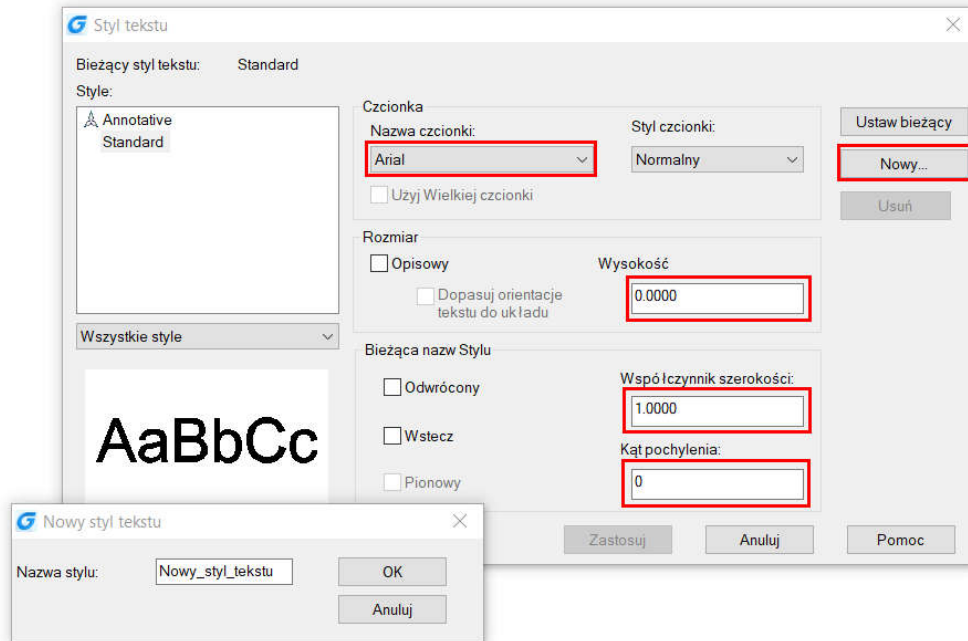 Styl tekstu
Bieżący styl tekstu: Standard
Style:
Annotative
Standard
Wszystkie style
AaBbCc
Czcionka
Nazwa czcionki: Styl czcionki:
Arial Normalny
Użyj Wielkiej czcionki
Rozmiar
Opisowy Wysokość
Dopasuj orientacje
tekstu do układu
0.0000
Bieżąca nazw Stylu
Odwrócony
Wstecz
Pionowy
Współczynnik szerokości:
1.0000
Kąt pochylenia:
0
Ustaw bieżący
Nowy...
Usuń
Zastosuj Anuluj Pomoc
Nowy styl tekstu
Nazwa stylu: Nowy_styl_tekstu OK
Anuluj